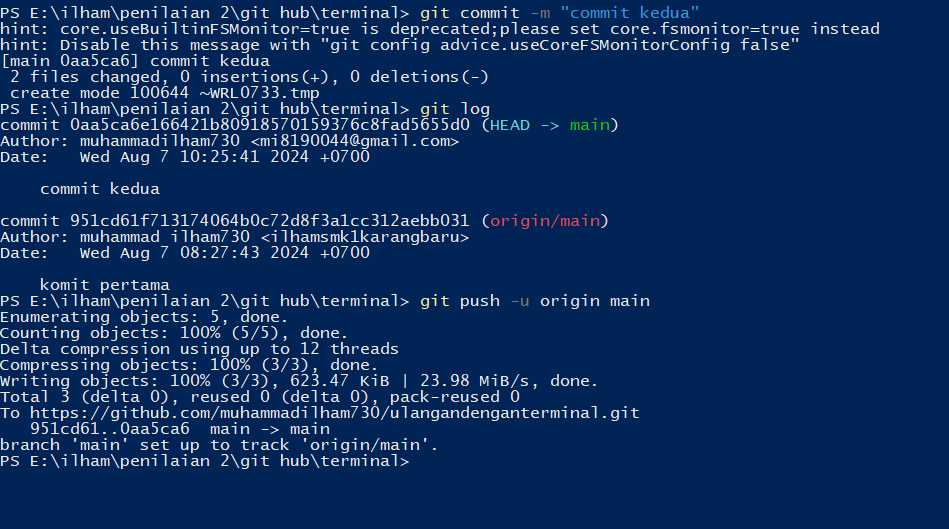 PS E:\ilham\penilaian 2\git hub\terminal> git commit -m "commit kedua"
hint: core.useBuiltinFSMonitor=true is deprecated;please set core.fsmonitor=true instead
hint: Disable this message with "git config advice.useCoreFSMonitorConfig false"
[main 0aa5ca6] commit kedua
 2 files changed, 0 insertions(+), 0 deletions(-)
 create mode 100644 ~WRL0733.tmp
PS E:\ilham\penilaian 2\git hub\terminal> git log
commit 0aa5ca6e166421b80918570159376c8fad5655d0 (HEAD -> main)
Author: muhammadilham730 <mi8190044@gmail.com>
Date:   Wed Aug 7 10:25:41 2024 +0700

    commit kedua

commit 951cd61f713174064b0c72d8f3a1cc312aebb031 (origin/main)
Author: muhammad ilham730 <ilhamsmk1karangbaru>
Date:   Wed Aug 7 08:27:43 2024 +0700

    komit pertama
PS E:\ilham\penilaian 2\git hub\terminal> git push -u origin main
Enumerating objects: 5, done.
Counting objects: 100% (5/5), done.
Delta compression using up to 12 threads
Compressing objects: 100% (3/3), done.
Writing objects: 100% (3/3), 623.47 KiB | 23.98 MiB/s, done.
Total 3 (delta 0), reused 0 (delta 0), pack-reused 0
To https://github.com/muhammadilham730/ulangandenganterminal.git
   951cd61..0aa5ca6  main -> main
branch 'main' set up to track 'origin/main'.
PS E:\ilham\penilaian 2\git hub\terminal>